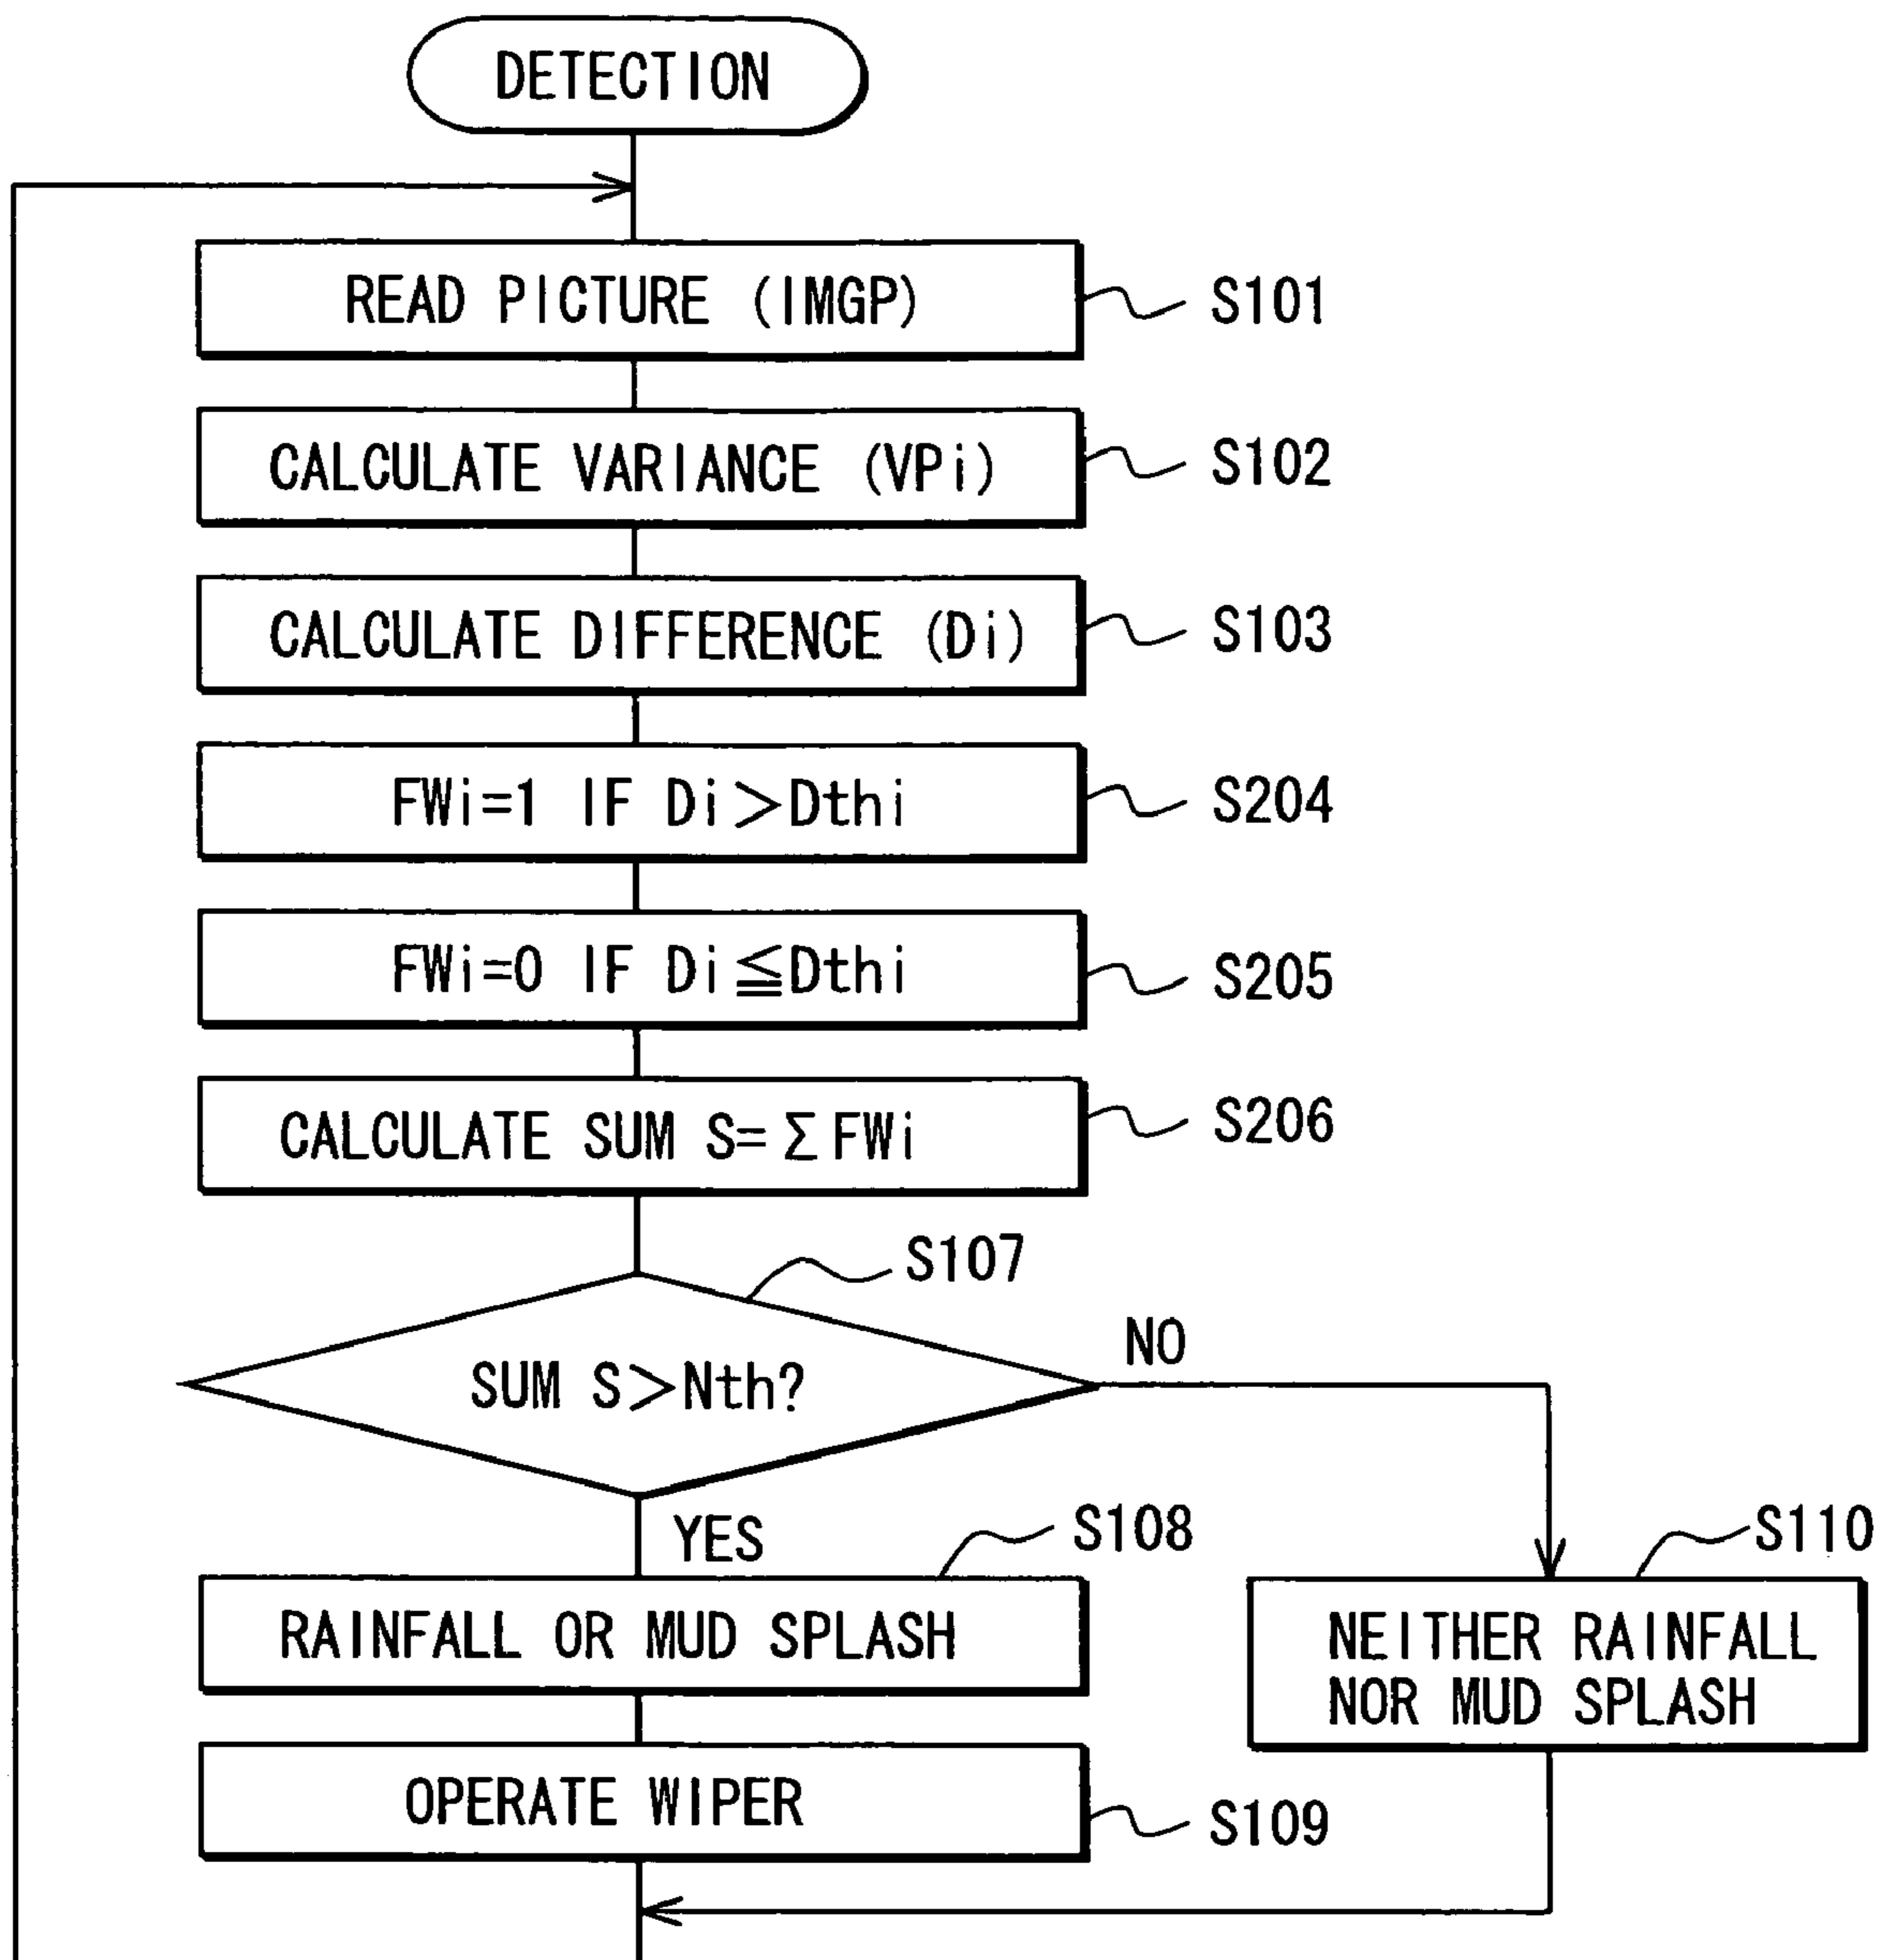 DETECTION
READ PICTURE (IMGP)
S101
CALCULATE VARIANCE (VPi)
S102
CALCULATE DIFFERENCE (Di)
S103
FWi=1 IF Di>Dthi
S204
FWi=0 IF Di≦Dthi
S205
CALCULATE SUM S=ΣFWi
S206
S107
SUM S>Nth?
NO
YES
S108
RAINFALL OR MUD SPLASH
S110
NEITHER RAINFALL
NOR MUD SPLASH
OPERATE WIPER
S109